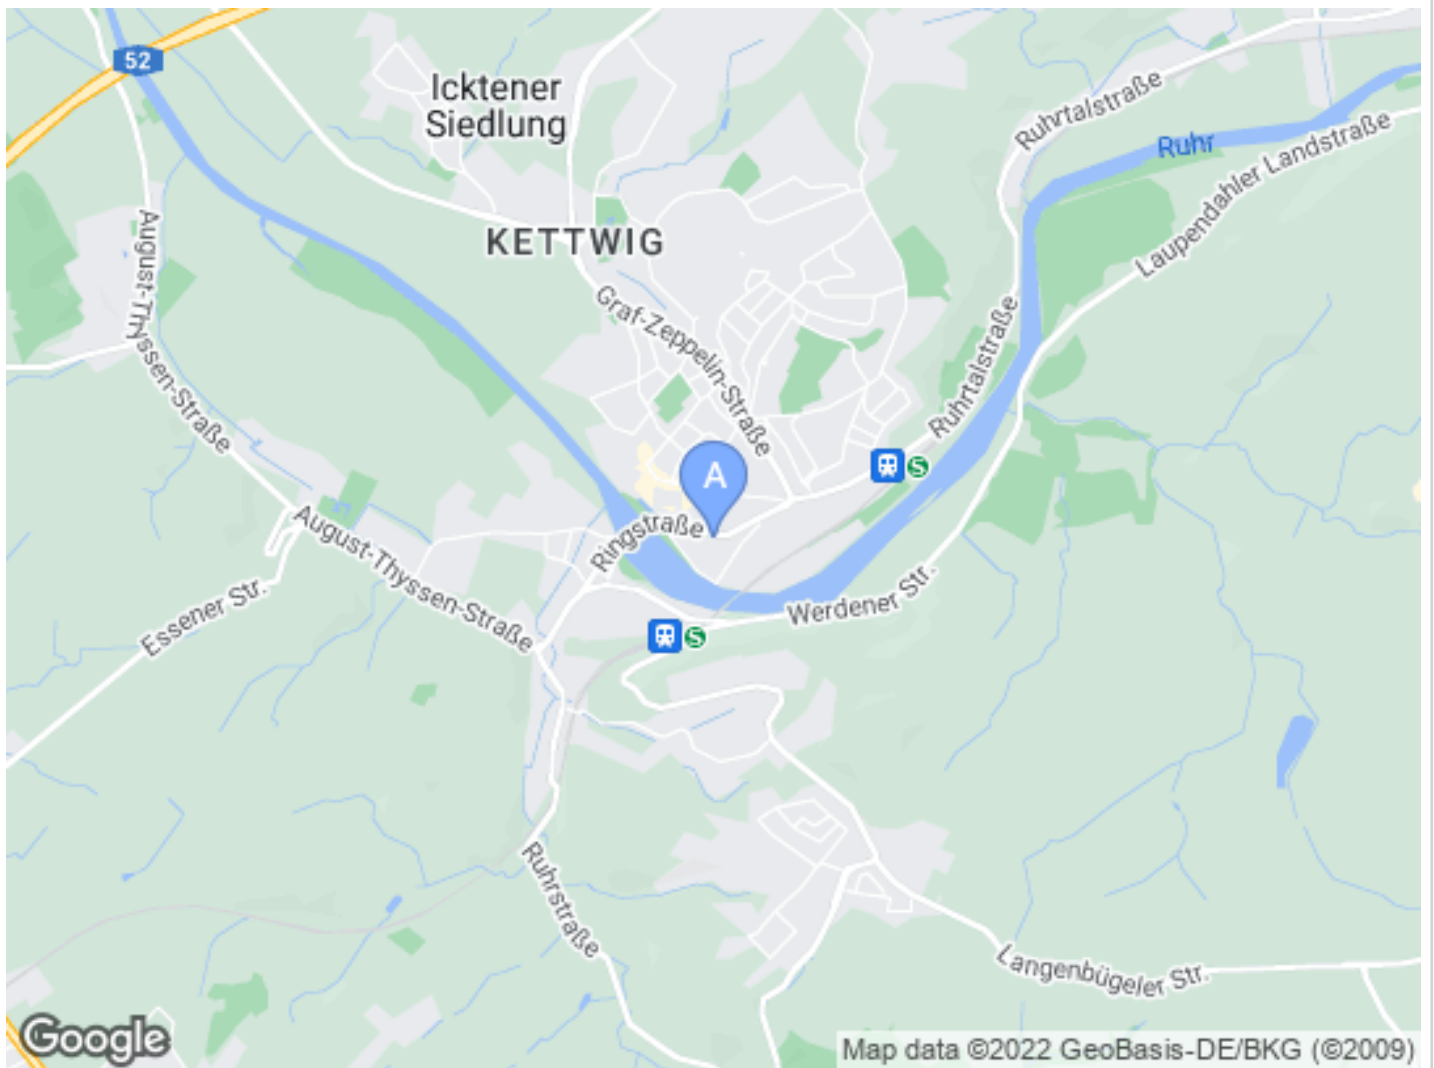 52
Icktener
Siedlung
Ruhrtalstraße
Ruhr
Laupendahler Landstraße
KETTWIG
August-Thyssen-Straße
Graf-Zeppelin-Straße
Ruhrtalstraße
A
S
Ringstraße
August-Thyssen-Straße
Essener Str.
Werdener Str.
S
Ruhrstraße
Langenbügeler Str.
Google
Map data ©2022 GeoBasis-DE/BKG (©2009)